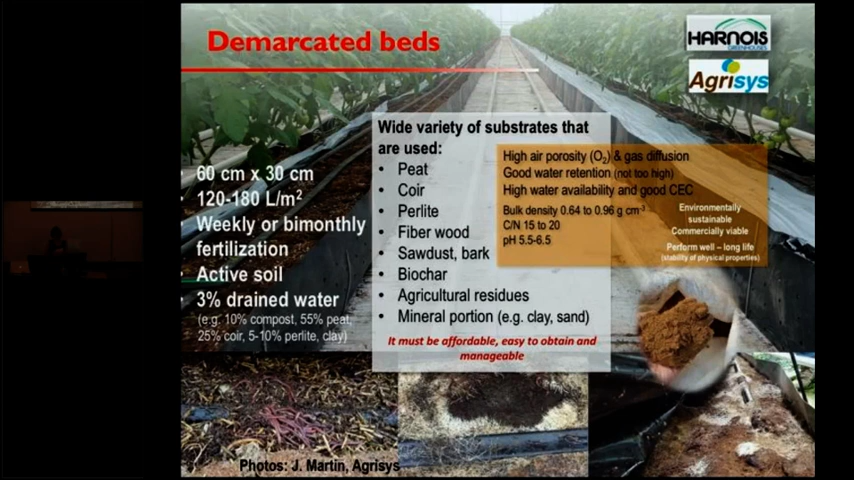 Demarcated beds
HARNOIS
GREENHOUSES
Agrisys
• 60 cm x 30 cm
• 120-180 L/m²
• Weekly or bimonthly
fertilization
• Active soil
• 3% drained water
(e.g. 10% compost, 55% peat,
25% coir, 5-10% perlite, clay)
Wide variety of substrates that
are used:
• Peat
• Coir
• Perlite
• Fiber wood
• Sawdust, bark
• Biochar
• Agricultural residues
• Mineral portion (e.g. clay, sand)
It must be affordable, easy to obtain and
manageable
High air porosity (O₂) & gas diffusion
Good water retention (not too high)
High water availability and good CEC
Bulk density 0.64 to 0.96 g cm⁻³
C/N 15 to 20
pH 5.5-6.5
Environmentally
sustainable
Commercially viable
Perform well – long life
(stability of physical properties)
Photos: J. Martin, Agrisys